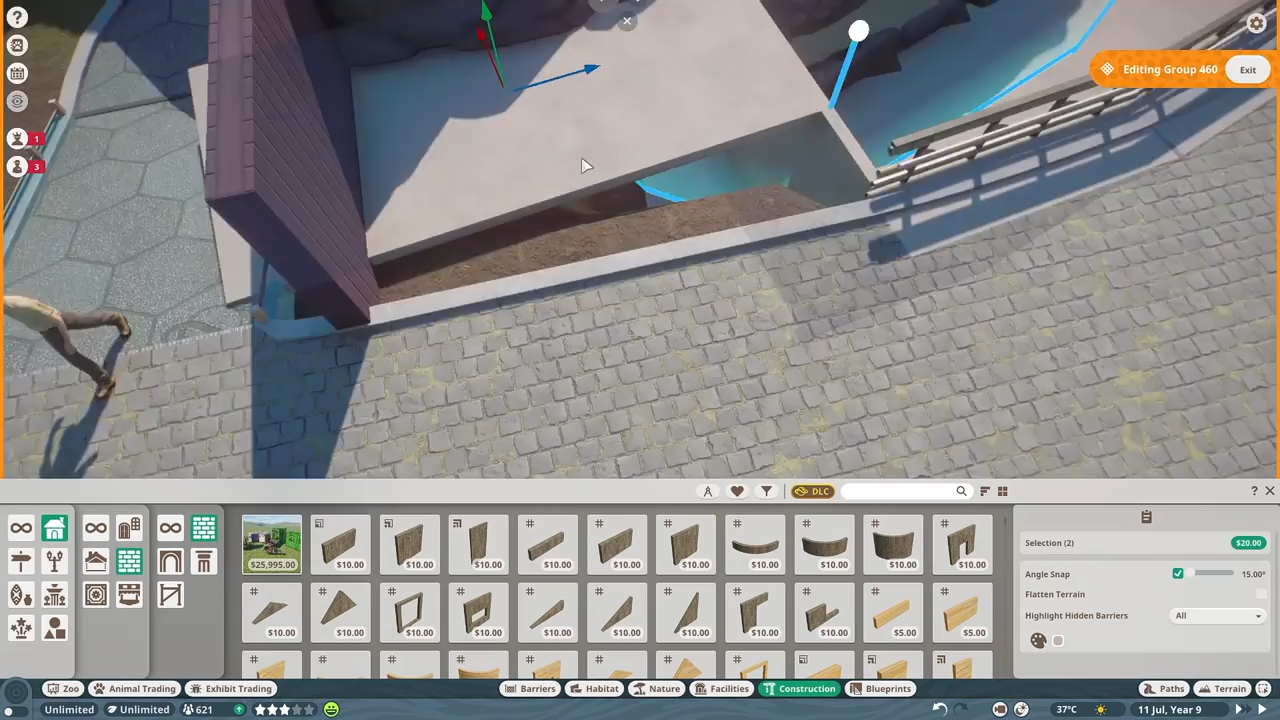 ?
Editing Group 460
Exit
1
3
DLC
? ×
$25,995.00 $10.00 $10.00 $10.00 $10.00 $10.00 $10.00 $10.00 $10.00 $10.00 $10.00
$10.00 $10.00 $10.00 $10.00 $10.00 $10.00 $10.00 $10.00 $10.00 $5.00 $5.00
Selection (2) $20.00
Angle Snap 15.00°
Flatten Terrain
Highlight Hidden Barriers All
Zoo Animal Trading Exhibit Trading Barriers Habitat Nature Facilities Construction Blueprints Paths Terrain
Unlimited Unlimited 621 37°C 11 Jul, Year 9